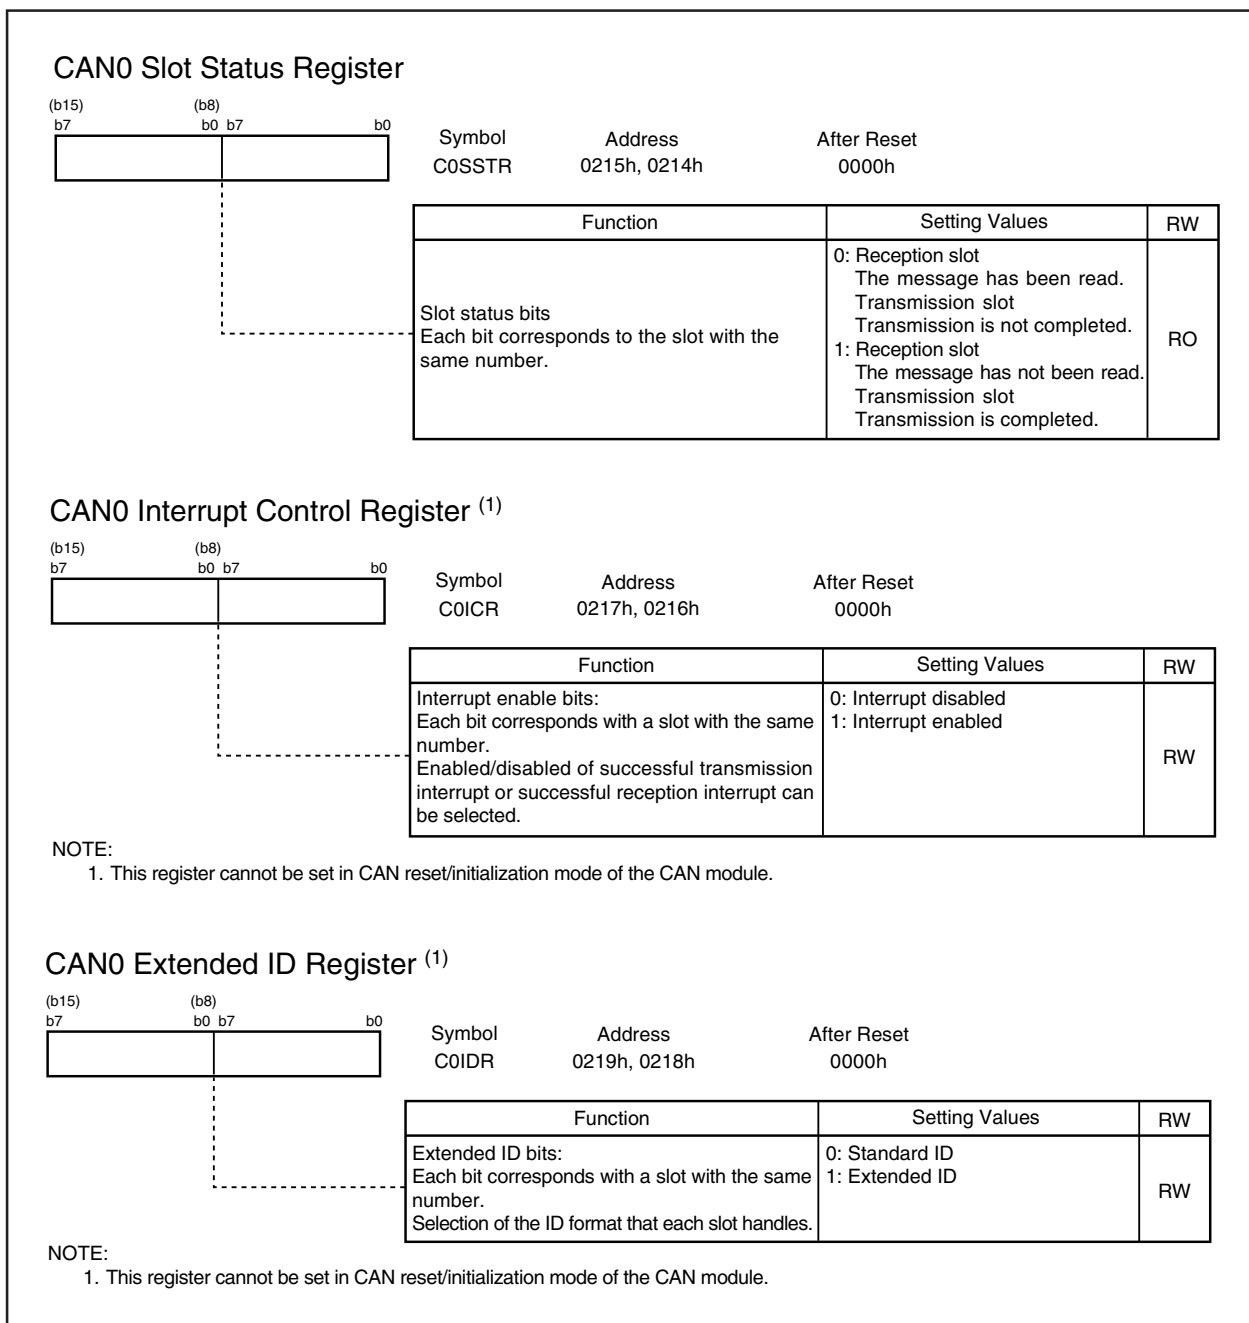 CAN0 Slot Status Register
(b15) (b8)
b7 b0 b7 b0
Symbol Address After Reset
C0SSTR 0215h, 0214h 0000h
Function Setting Values RW
Slot status bits
Each bit corresponds to the slot with the
same number.
0: Reception slot
The message has been read.
Transmission slot
Transmission is not completed.
1: Reception slot
The message has not been read.
Transmission slot
Transmission is completed.
RO
CAN0 Interrupt Control Register (1)
(b15) (b8)
b7 b0 b7 b0
Symbol Address After Reset
C0ICR 0217h, 0216h 0000h
Function Setting Values RW
Interrupt enable bits:
Each bit corresponds with a slot with the same
number.
Enabled/disabled of successful transmission
interrupt or successful reception interrupt can
be selected.
0: Interrupt disabled
1: Interrupt enabled
RW
NOTE:
1. This register cannot be set in CAN reset/initialization mode of the CAN module.
CAN0 Extended ID Register (1)
(b15) (b8)
b7 b0 b7 b0
Symbol Address After Reset
C0IDR 0219h, 0218h 0000h
Function Setting Values RW
Extended ID bits:
Each bit corresponds with a slot with the same
number.
Selection of the ID format that each slot handles.
0: Standard ID
1: Extended ID
RW
NOTE:
1. This register cannot be set in CAN reset/initialization mode of the CAN module.